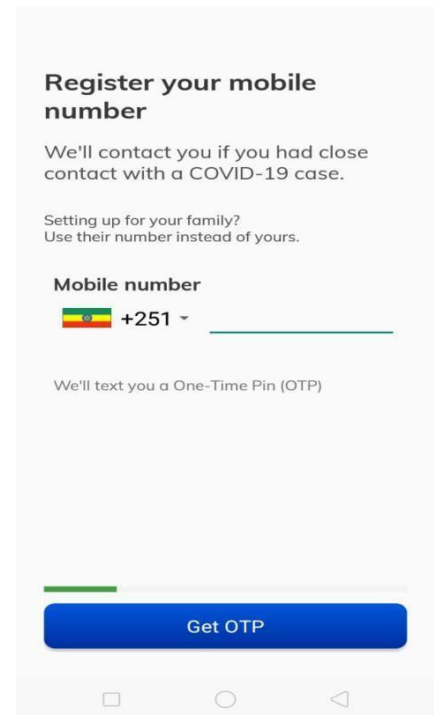 Register your mobile
number
We'll contact you if you had close
contact with a COVID-19 case.
Setting up for your family?
Use their number instead of yours.
Mobile number
+251
We'll text you a One-Time Pin (OTP)
Get OTP